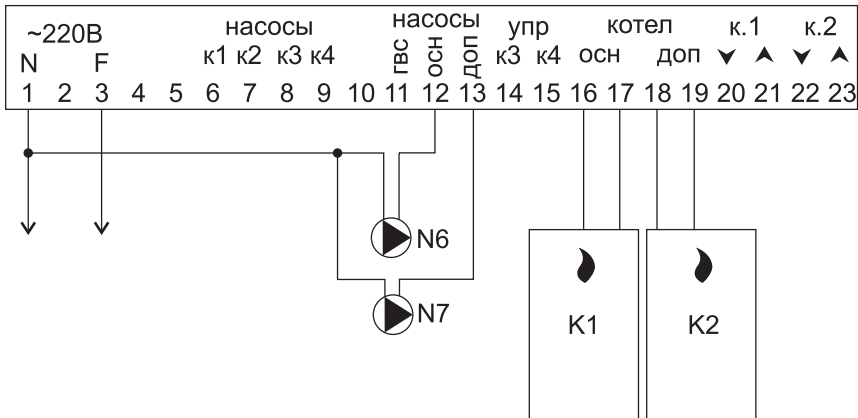 насосы насосы упр котел к.1 к.2
~220В
N F к1 к2 к3 к4 гвс осн доп к3 к4 осн доп
1 2 3 4 5 6 7 8 9 10 11 12 13 14 15 16 17 18 19 20 21 22 23
N6
N7
К1 К2